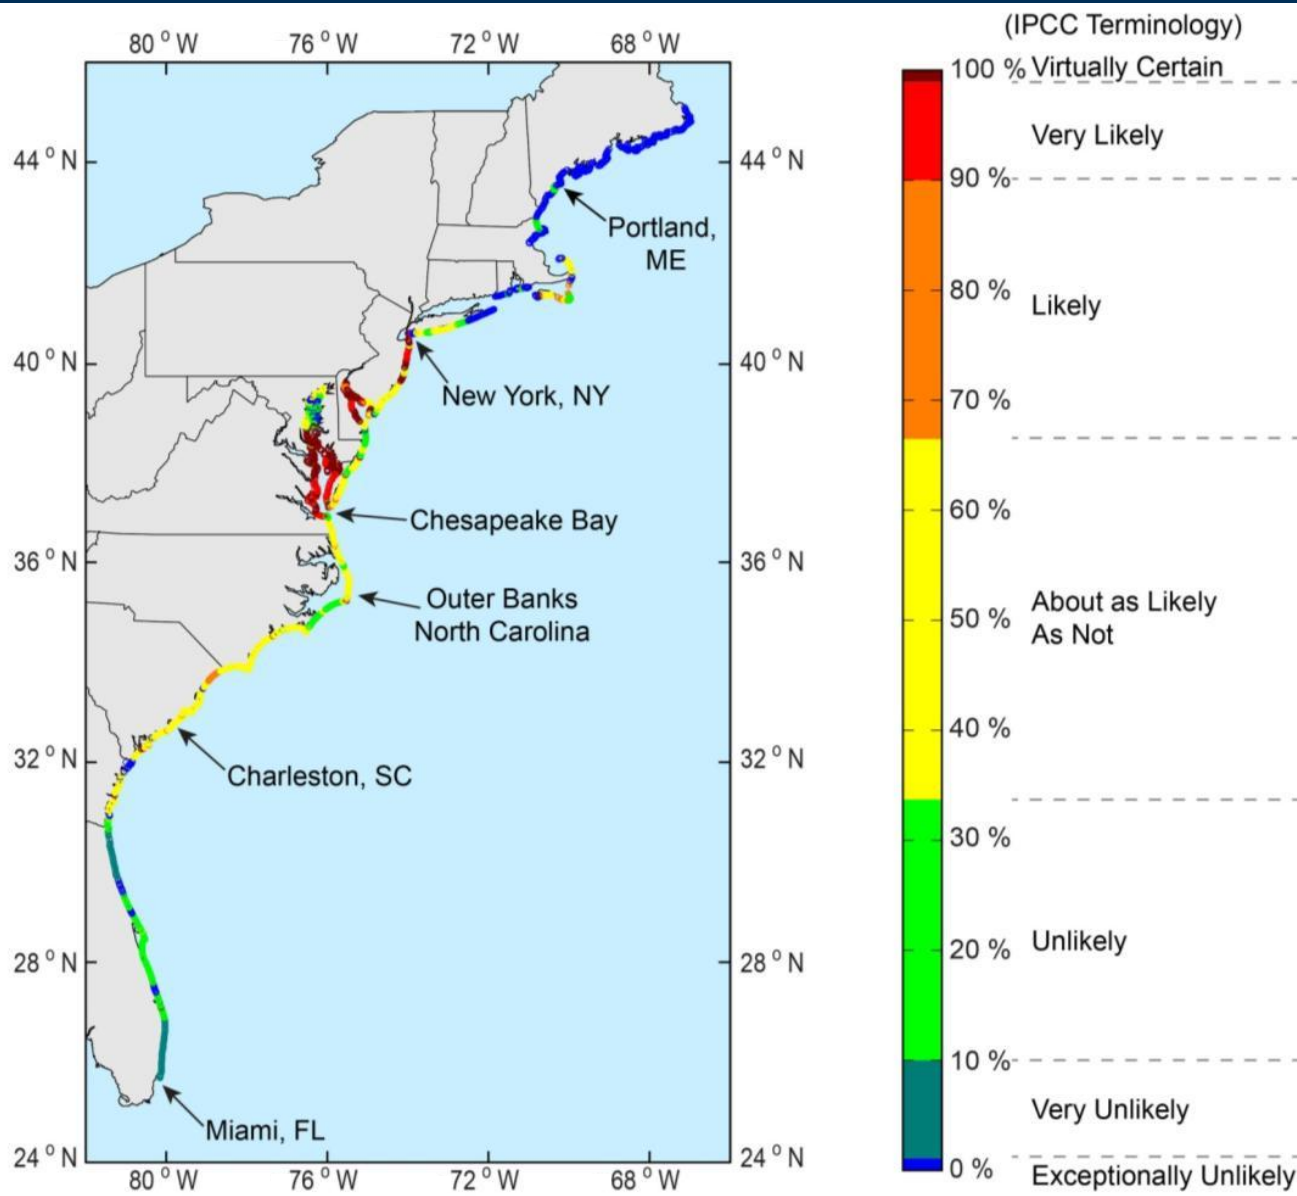 (IPCC Terminology)
80 °W 76 °W 72 °W 68 °W
100 % Virtually Certain
Very Likely
44 °N 44 °N
90 %
Portland,
ME
80 %
Likely
40 °N 40 °N
New York, NY
70 %
60 %
Chesapeake Bay
36 °N 36 °N
Outer Banks
North Carolina
50 %
About as Likely
As Not
40 %
32 °N 32 °N
Charleston, SC
30 %
28 °N 28 °N
20 %
Unlikely
10 %
Very Unlikely
Miami, FL
24 °N 24 °N
0 %
Exceptionally Unlikely
80 °W 76 °W 72 °W 68 °W